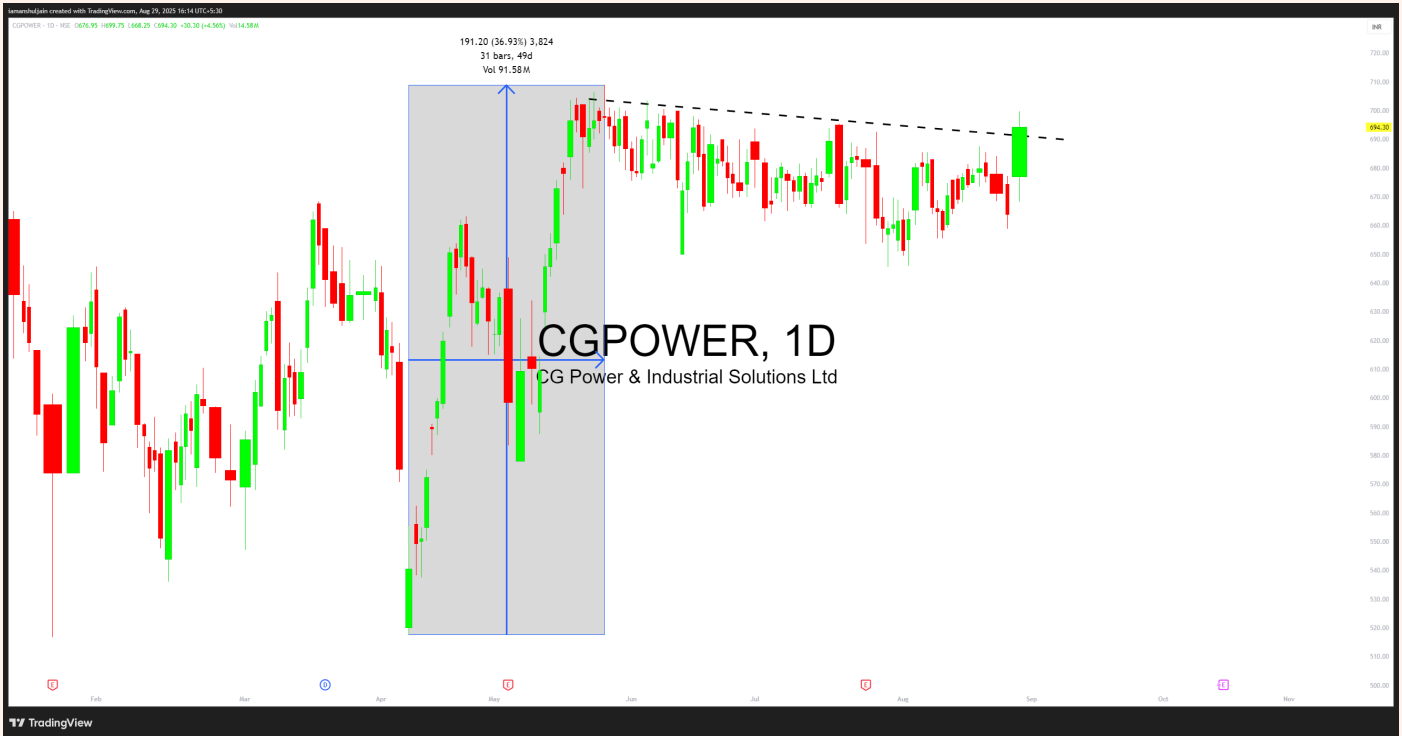 iamanshuljain created with TradingView.com, Aug 29, 2025 16:14 UTC+5:30
CGPOWER · 1D · NSE O676.95 H699.75 L668.25 C694.30 +30.30 (+4.56%) Vol14.58M
INR
191.20 (36.93%) 3,824
31 bars, 49d
Vol 91.58M
720.00
710.00
700.00
694.30
690.00
680.00
670.00
660.00
650.00
640.00
630.00
620.00
610.00
600.00
590.00
580.00
570.00
560.00
550.00
540.00
530.00
520.00
510.00
500.00
CGPOWER, 1D
CG Power & Industrial Solutions Ltd
E D E E E
Feb Mar Apr May Jun Jul Aug Sep Oct Nov
TradingView